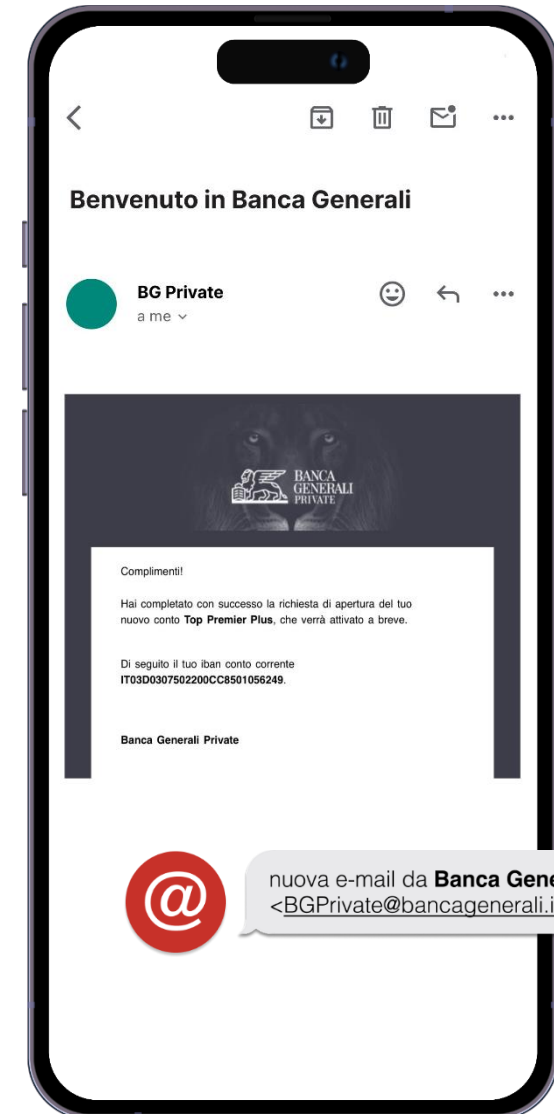 Benvenuto in Banca Generali
BG Private
a me
BANCA
GENERALI
PRIVATE
Complimenti!
Hai completato con successo la richiesta di apertura del tuo
nuovo conto Top Premier Plus, che verrà attivato a breve.
Di seguito il tuo iban conto corrente
IT03D0307502200CC8501056249.
Banca Generali Private
@
nuova e-mail da Banca Gene
<BGPrivate@bancagenerali.i